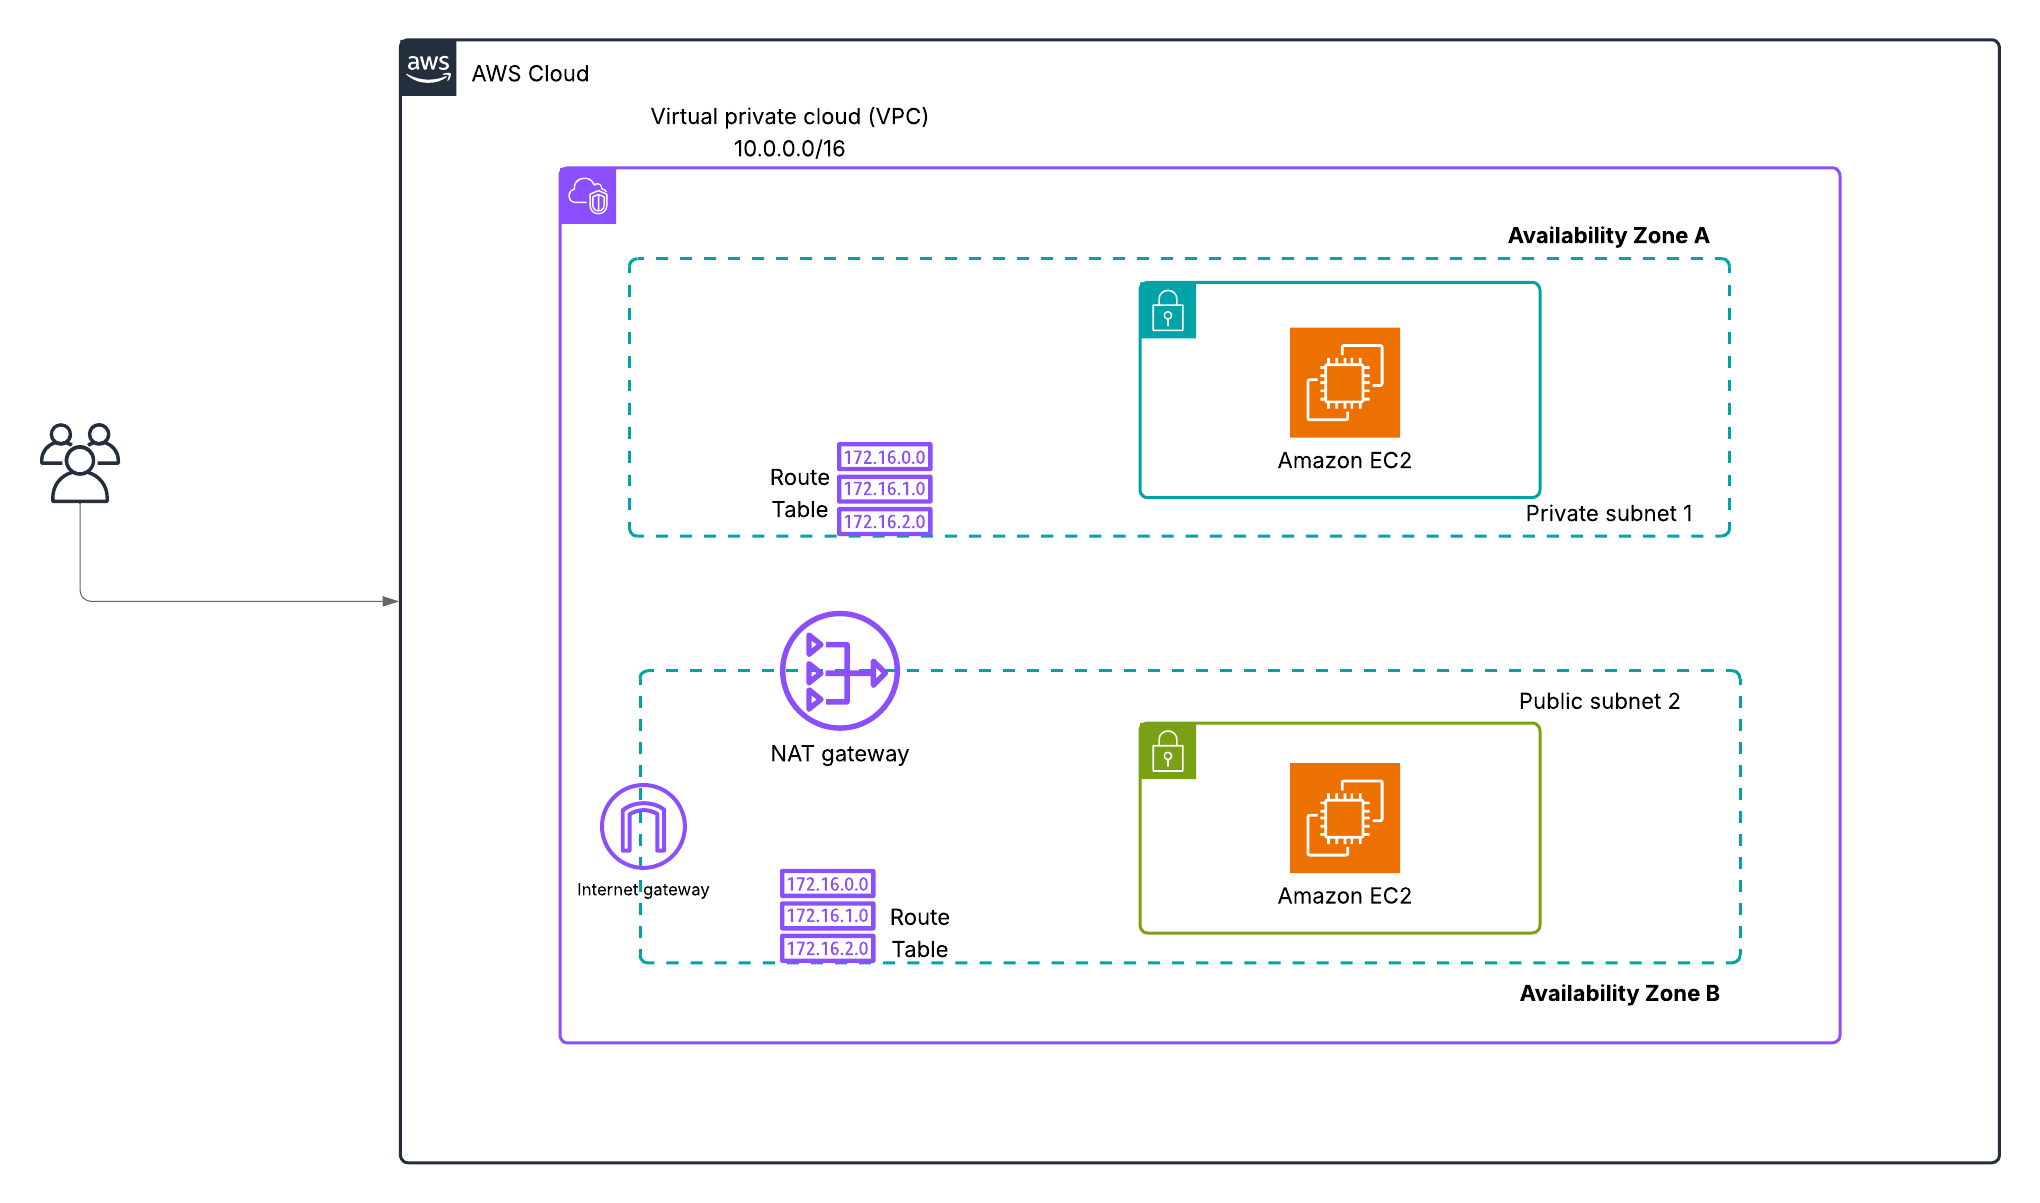 aws
AWS Cloud
Virtual private cloud (VPC)
10.0.0.0/16
Availability Zone A
Amazon EC2
Private subnet 1
Route
Table
172.16.0.0
172.16.1.0
172.16.2.0
NAT gateway
Public subnet 2
Internet gateway
Amazon EC2
172.16.0.0
172.16.1.0
172.16.2.0
Route
Table
Availability Zone B